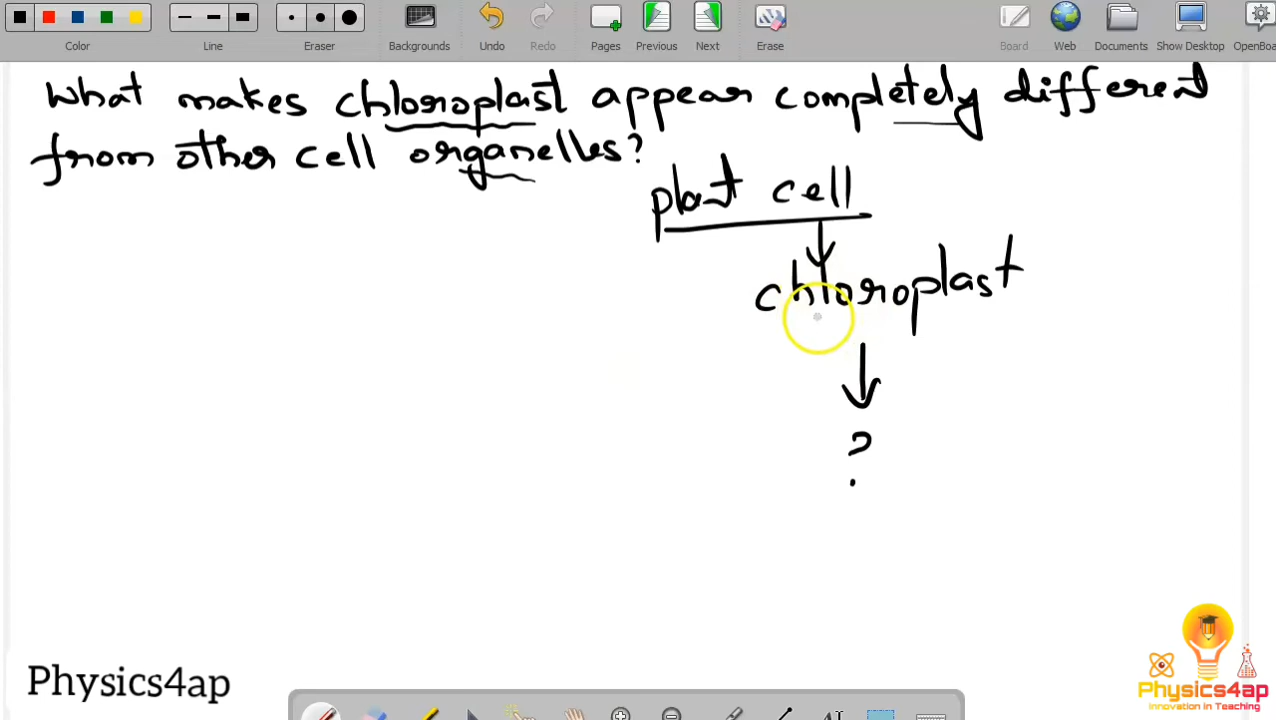 Color
Line
Eraser
Backgrounds
Undo
Redo
Pages
Previous
Next
Erase
Board
Web
Documents
Show Desktop
OpenBoa
What makes chloroplast appear completely different
from other cell organelles?
plant cell
chloroplast
?
Physics4ap
Physics4ap
Innovation in Teaching